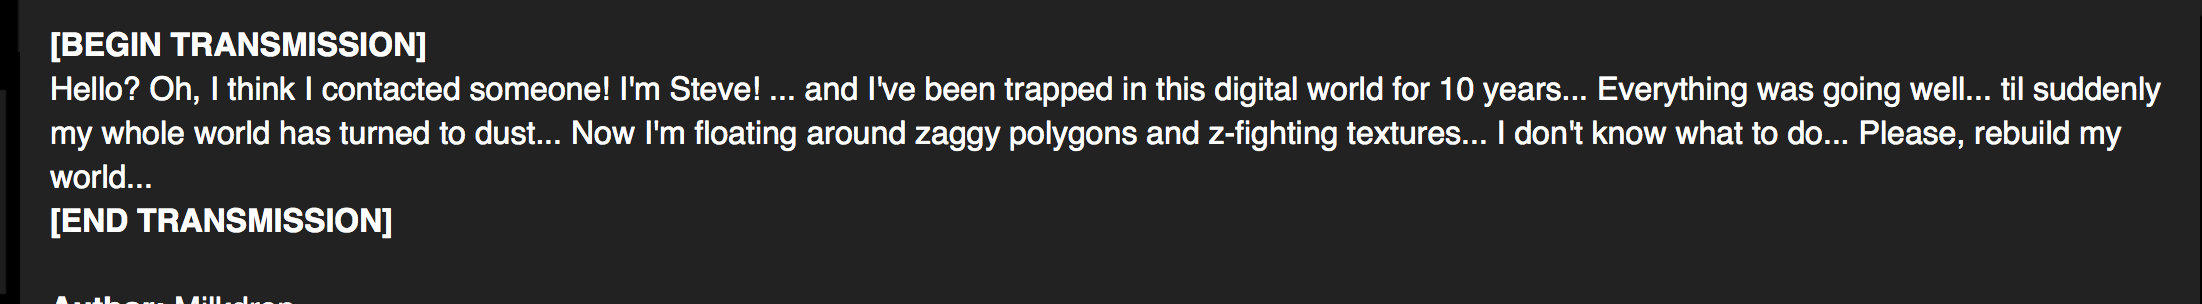 [BEGIN TRANSMISSION]
Hello? Oh, I think I contacted someone! I'm Steve! ... and I've been trapped in this digital world for 10 years... Everything was going well... til suddenly
my whole world has turned to dust... Now I'm floating around zaggy polygons and z-fighting textures... I don't know what to do... Please, rebuild my
world...
[END TRANSMISSION]
Author: Milkdrop